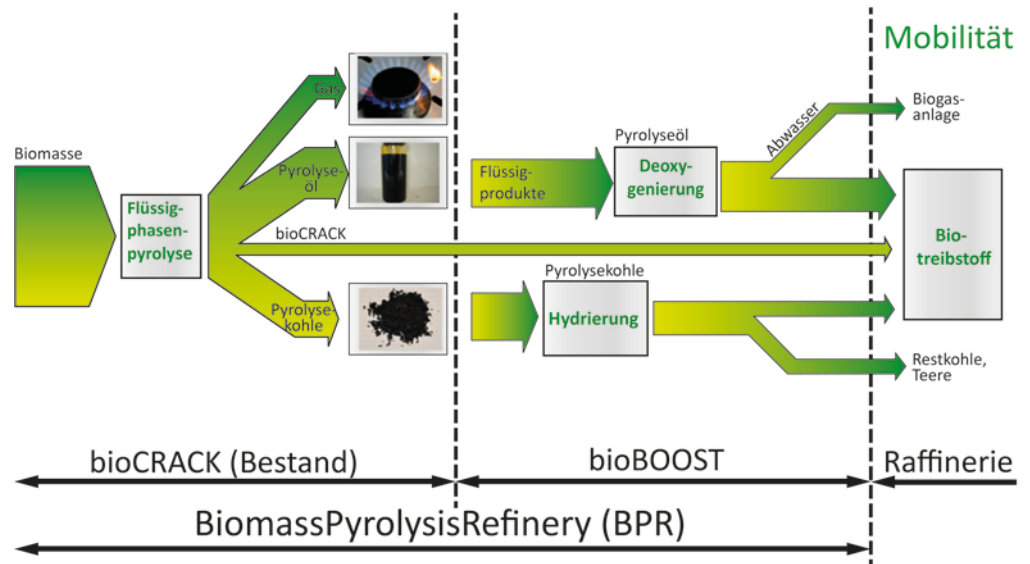 Mobilität
Gas
Biogas-
anlage
Abwasser
Biomasse
Pyrolyseöl
Pyrolyse-
öl
Flüssig-
produkte
Deoxy-
genierung
Flüssig-
phasen-
pyrolyse
bioCRACK
Bio-
treibstoff
Pyrolysekohle
Pyrolyse-
kohle
Hydrierung
Restkohle,
Teere
bioCRACK (Bestand)
bioBOOST
Raffinerie
BiomassPyrolysisRefinery (BPR)